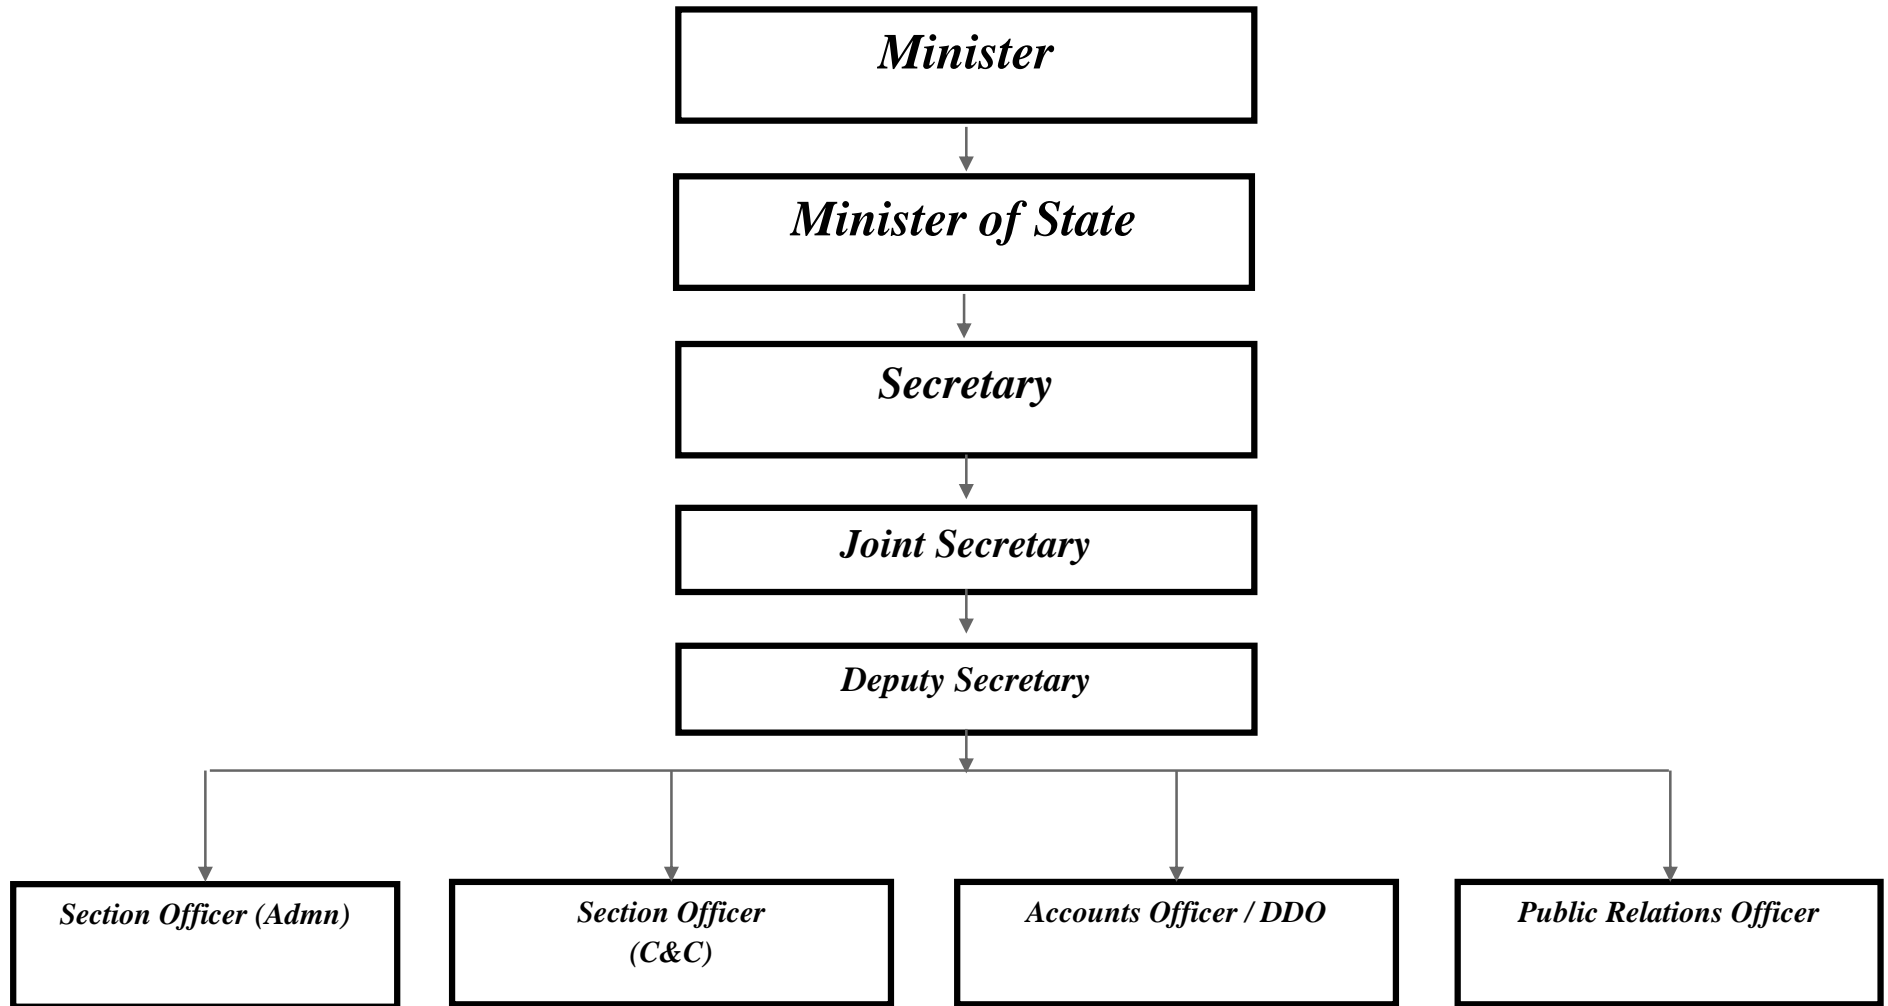 Minister
Minister of State
Secretary
Joint Secretary
Deputy Secretary
Section Officer (Admn)
Section Officer
(C&C)
Accounts Officer / DDO
Public Relations Officer